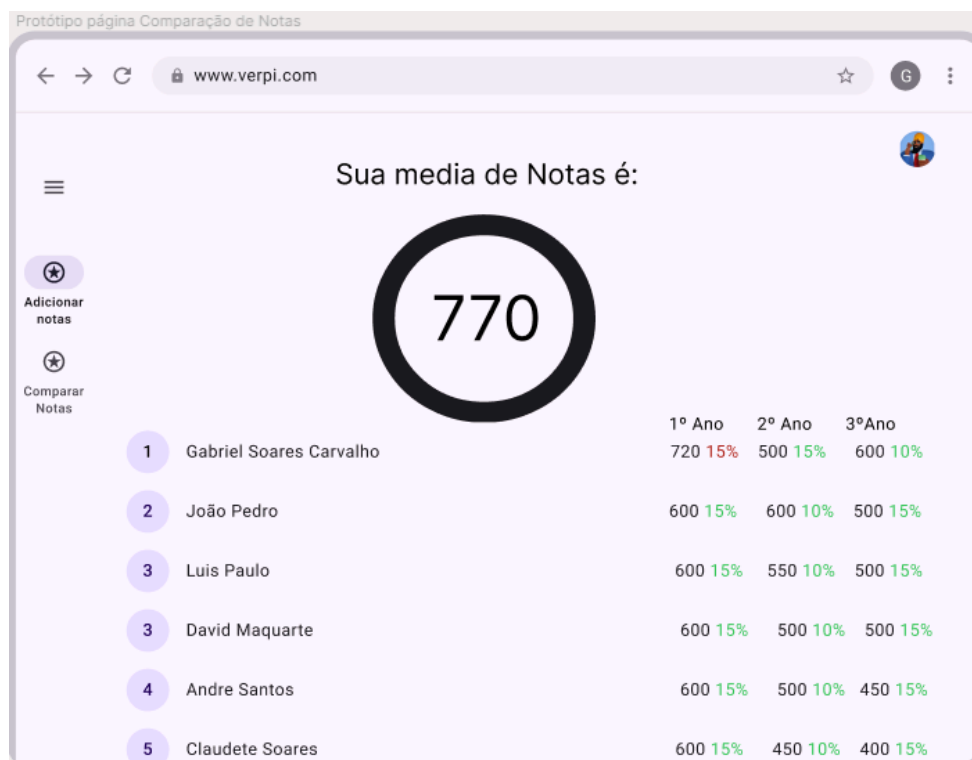 Protótipo página Comparação de Notas
www.verpi.com
G
Sua media de Notas é:
770
Adicionar
notas
Comparar
Notas
1º Ano 2º Ano 3ºAno
1 Gabriel Soares Carvalho 720 15% 500 15% 600 10%
2 João Pedro 600 15% 600 10% 500 15%
3 Luis Paulo 600 15% 550 10% 500 15%
3 David Maquarte 600 15% 500 10% 500 15%
4 Andre Santos 600 15% 500 10% 450 15%
5 Claudete Soares 600 15% 450 10% 400 15%